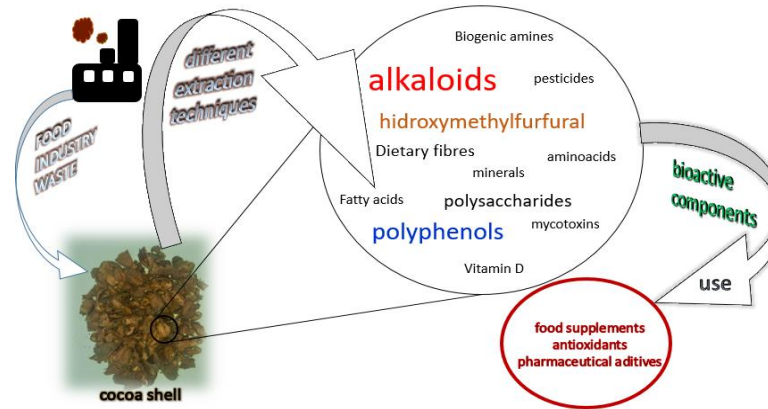 FOOD
INDUSTRY
WASTE
different
extraction
techniques
Biogenic amines
alkaloids
pesticides
hidroxymethylfurfural
Dietary fibres
aminoacids
minerals
Fatty acids
polysaccharides
polyphenols
mycotoxins
Vitamin D
bioactive
components
use
food supplements
antioxidants
pharmaceutical aditives
cocoa shell